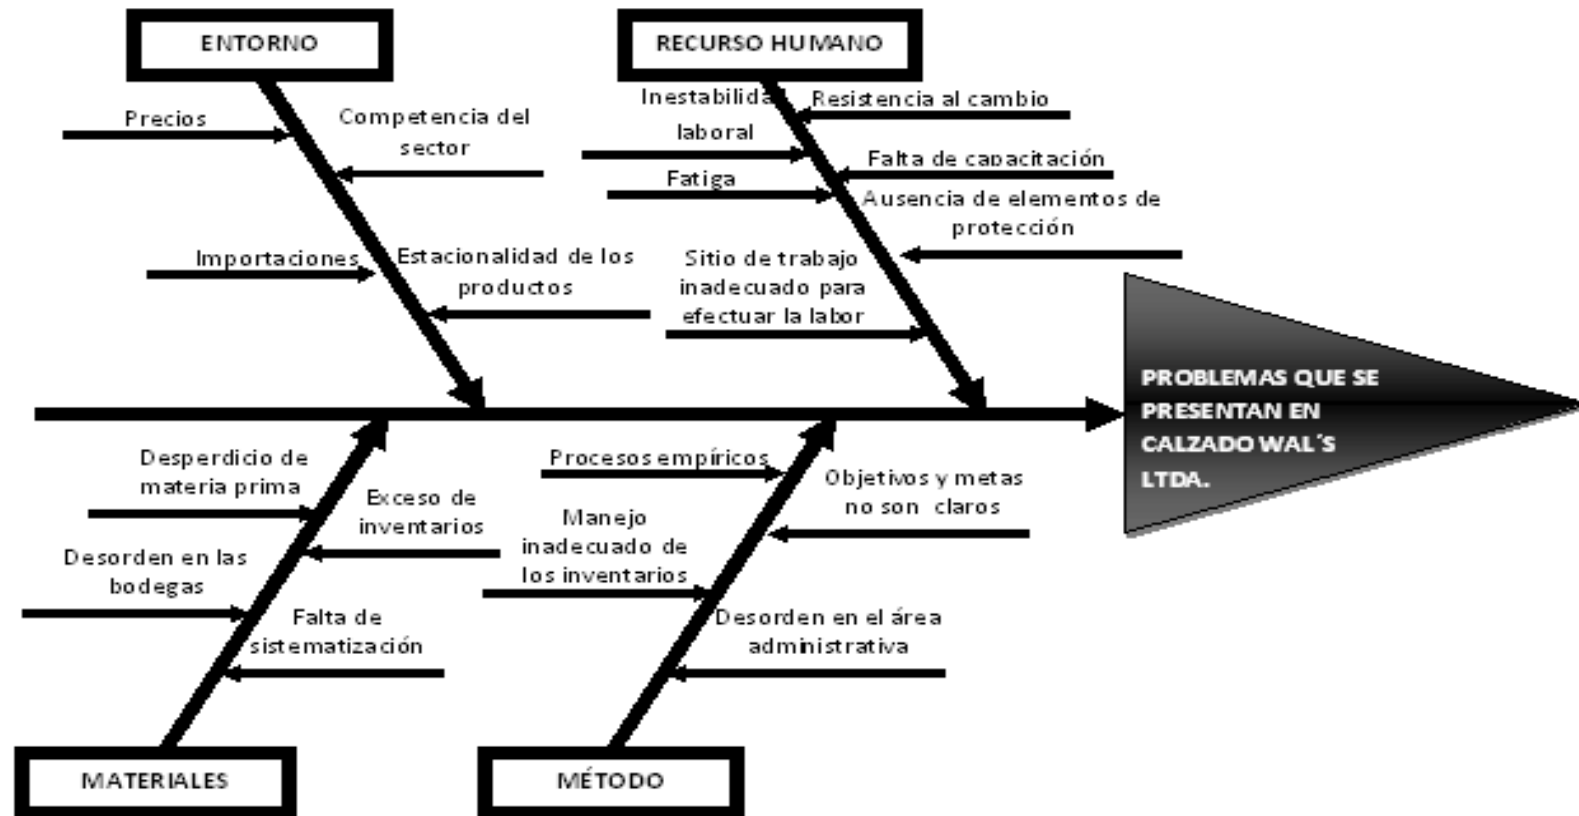 ENTORNO
RECURSO HUMANO
Precios
Competencia del
sector
Importaciones
Estacionalidad de los
productos
Inestabilidad
laboral
Resistencia al cambio
Fatiga
Falta de capacitación
Ausencia de elementos de
protección
Sitio de trabajo
inadecuado para
efectuar la labor
PROBLEMAS QUE SE
PRESENTAN EN
CALZADO WAL´S
LTDA.
Desperdicio de
materia prima
Exceso de
inventarios
Desorden en las
bodegas
Falta de
sistematización
Procesos empíricos
Objetivos y metas
no son claros
Manejo
inadecuado de
los inventarios
Desorden en el área
administrativa
MATERIALES
MÉTODO